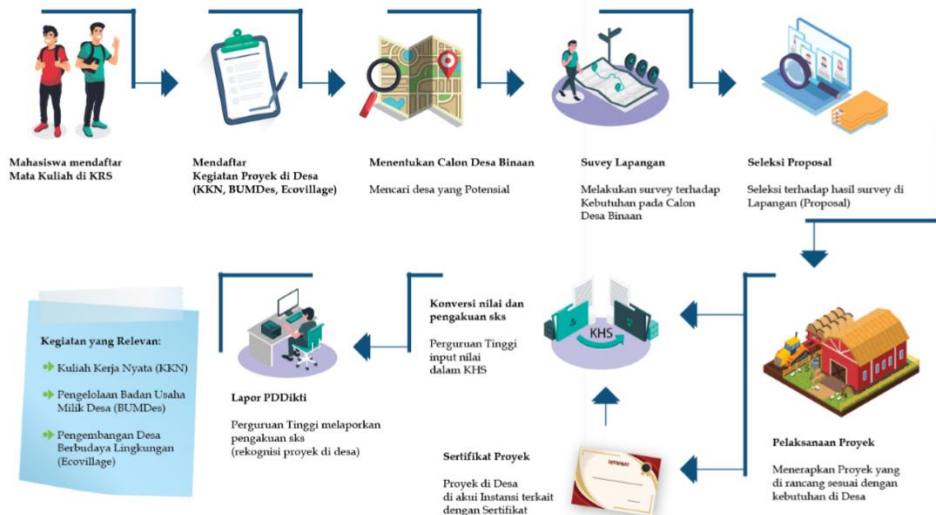 Mahasiswa mendaftar
Mata Kuliah di KRS
Mendaftar
Kegiatan Proyek di Desa
(KKN, BUMDes, Ecovillage)
Menentukan Calon Desa Binaan
Mencari desa yang Potensial
Suvey Lapangan
Melakukan survey terhadap
Kebutuhan pada Calon
Desa Binaan
Seleksi Proposal
Seleksi terhadap hasil survey di
Lapangan (Proposal)
Kegiatan yang Relevan:
Kuliah Kerja Nyata (KKN)
Pengelolaan Badan Usaha
Milik Desa (BUMDes)
Pengembangan Desa
Berbudaya Lingkungan
(Ecovillage)
Lapor PDDikti
Perguruan Tinggi melaporkan
pengakuan sks
(rekognisi proyek di desa)
Konversi nilai dan
pengakuan sks
Perguruan Tinggi
input nilai
dalam KHS
KHS
Sertifikat Proyek
Proyek di Desa
di akui Instansi terkait
dengan Sertifikat
SERTIFIKAT
Pelaksanaan Proyek
Menerapkan Proyek yang
di rancang sesuai dengan
kebutuhan di Desa